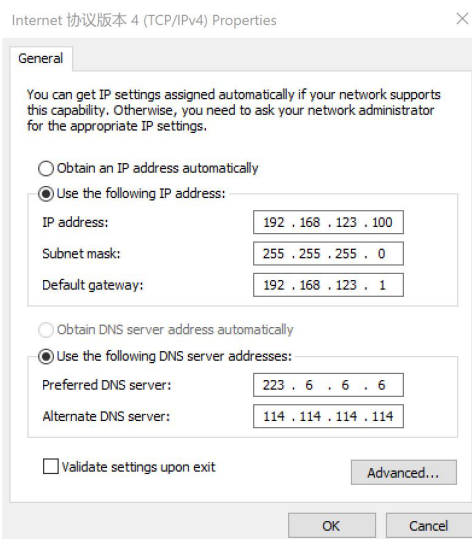 Internet 协议版本 4 (TCP/IPv4) Properties
General
You can get IP settings assigned automatically if your network supports
this capability. Otherwise, you need to ask your network administrator
for the appropriate IP settings.
Obtain an IP address automatically
Use the following IP address:
IP address: 192 . 168 . 123 . 100
Subnet mask: 255 . 255 . 255 . 0
Default gateway: 192 . 168 . 123 . 1
Obtain DNS server address automatically
Use the following DNS server addresses:
Preferred DNS server: 223 . 6 . 6 . 6
Alternate DNS server: 114 . 114 . 114 . 114
Validate settings upon exit
Advanced...
OK Cancel